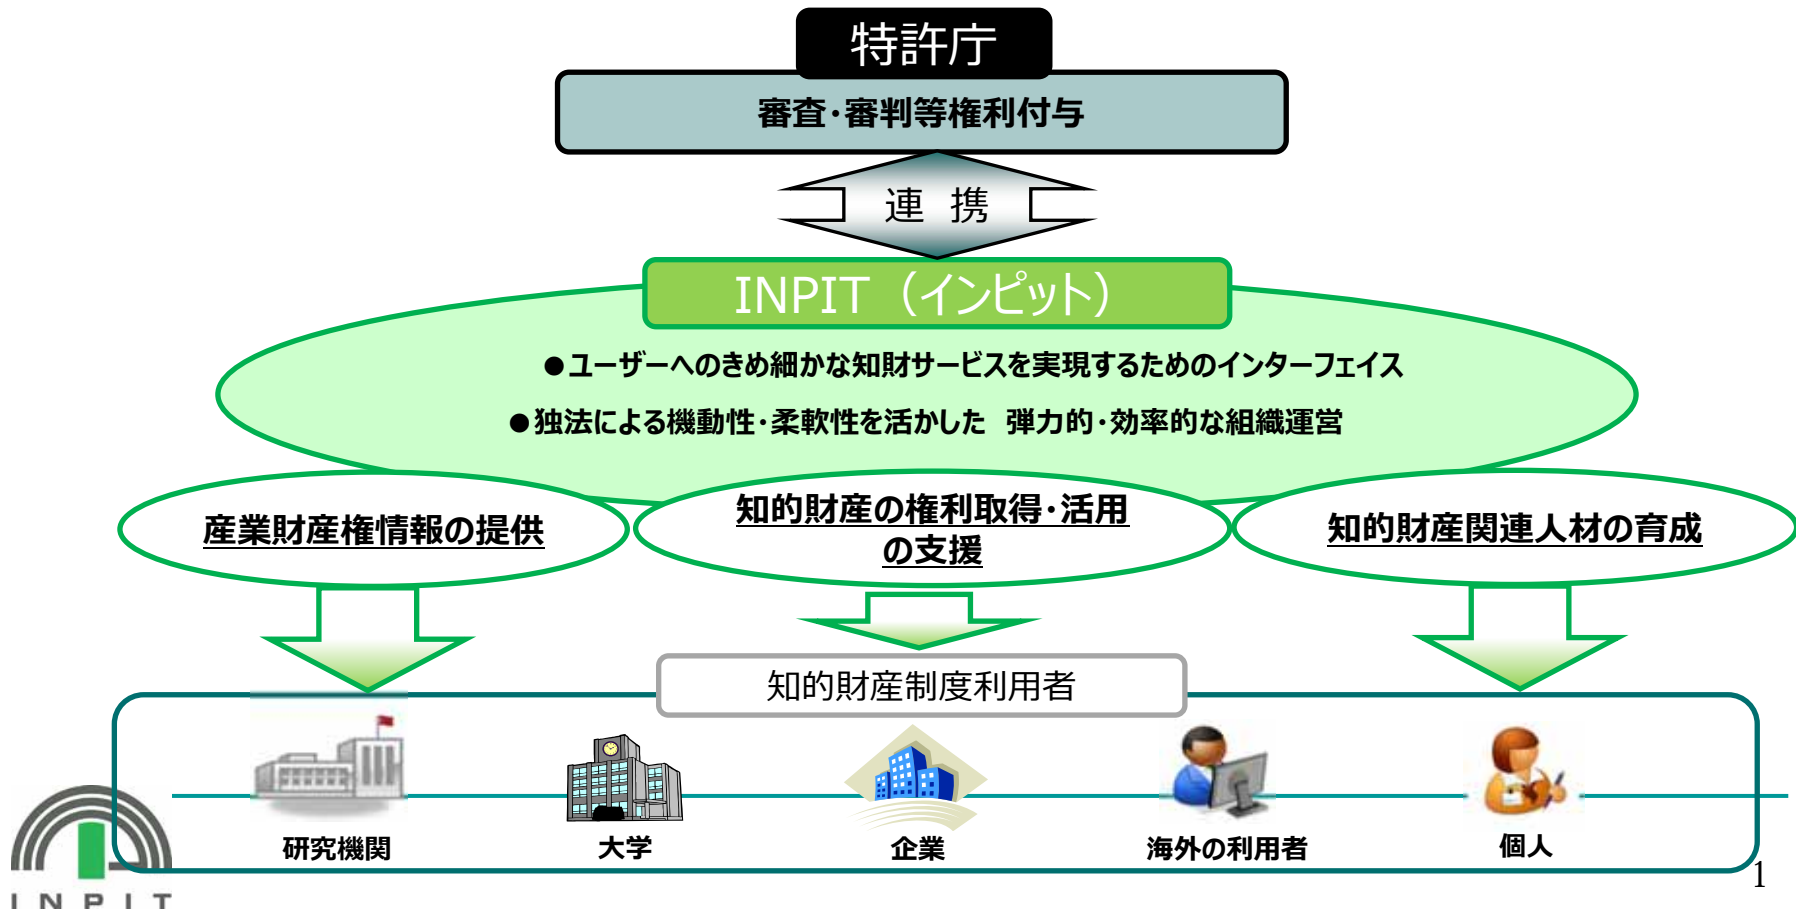 特許庁
審査・審判等権利付与
連 携
INPIT（インピット）
●ユーザーへのきめ細かな知財サービスを実現するためのインターフェイス
●独法による機動性・柔軟性を活かした 弾力的・効率的な組織運営
産業財産権情報の提供
知的財産の権利取得・活用
の支援
知的財産関連人材の育成
知的財産制度利用者
研究機関
大学
企業
海外の利用者
個人
INPIT
1